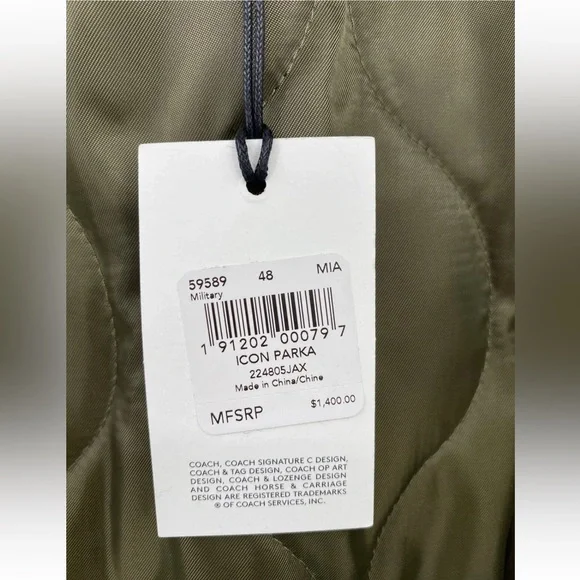 59589 48 MIA
Military
1 91202 00079 7
ICON PARKA
224805JAX
Made in China/Chine
MFSRP $1,400.00
COACH, COACH SIGNATURE C DESIGN,
COACH & TAG DESIGN, COACH OP ART
DESIGN, COACH & LOZENGE DESIGN
AND COACH HORSE & CARRIAGE
DESIGN ARE REGISTERED TRADEMARKS
® OF COACH SERVICES, INC.